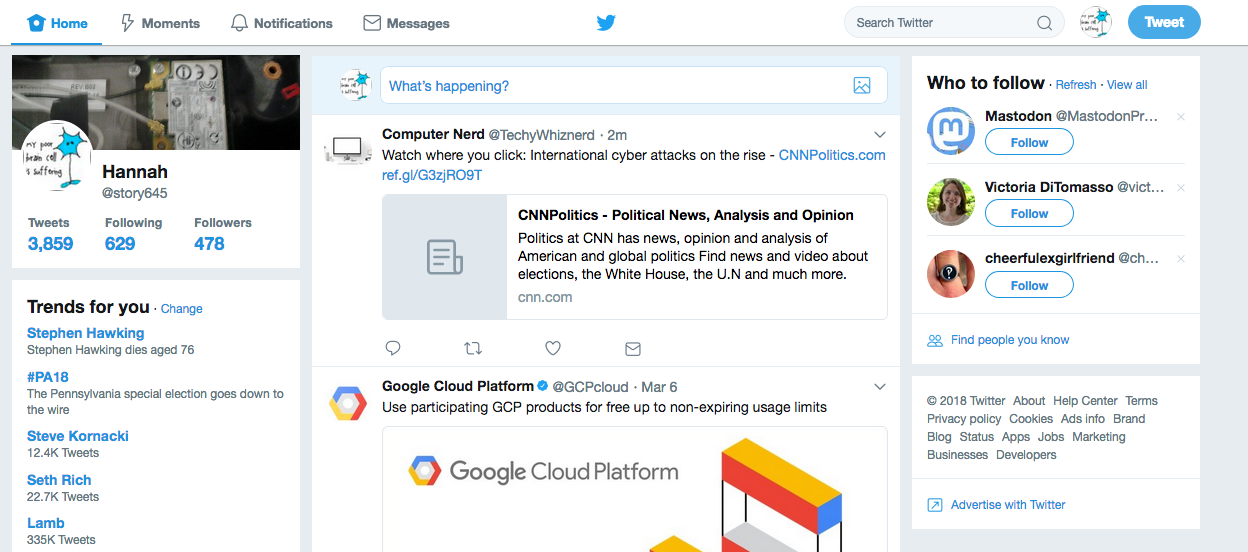 Home
Moments
Notifications
Messages
Search Twitter
Tweet
REV 002
my poor
brain cell
is suffering
Hannah
@story645
Tweets Following Followers
3,859 629 478
Trends for you · Change
Stephen Hawking
Stephen Hawking dies aged 76
#PA18
The Pennsylvania special election goes down to
the wire
Steve Kornacki
12.4K Tweets
Seth Rich
22.7K Tweets
Lamb
335K Tweets
What's happening?
Computer Nerd @TechyWhiznerd · 2m
Watch where you click: International cyber attacks on the rise - CNNPolitics.com
ref.gl/G3zjRO9T
CNNPolitics - Political News, Analysis and Opinion
Politics at CNN has news, opinion and analysis of
American and global politics Find news and video about
elections, the White House, the U.N and much more.
cnn.com
Google Cloud Platform @GCPcloud · Mar 6
Use participating GCP products for free up to non-expiring usage limits
Google Cloud Platform
Who to follow · Refresh · View all
Mastodon @MastodonPr...
Follow
Victoria DiTomasso @vict...
Follow
cheerfulexgirlfriend @ch...
?
Follow
Find people you know
© 2018 Twitter About Help Center Terms
Privacy policy Cookies Ads info Brand
Blog Status Apps Jobs Marketing
Businesses Developers
Advertise with Twitter